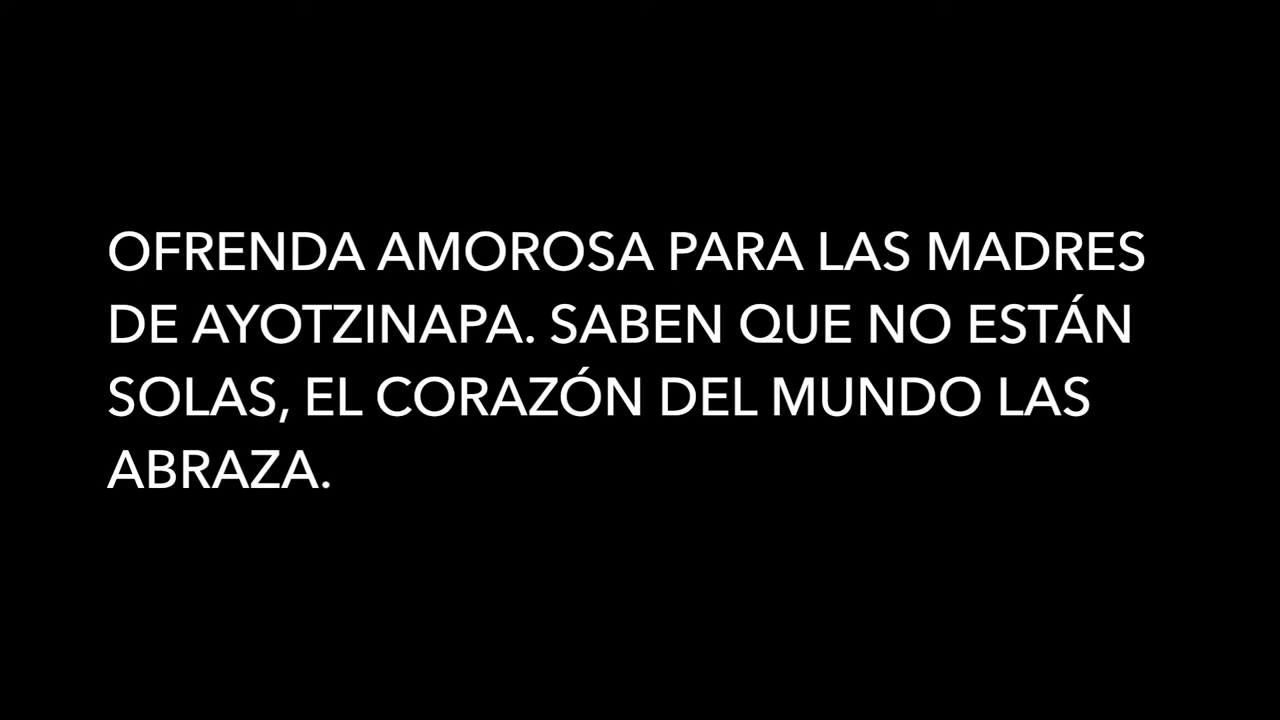 OFRENDA AMOROSA PARA LAS MADRES
DE AYOTZINAPA. SABEN QUE NO ESTÁN
SOLAS, EL CORAZÓN DEL MUNDO LAS
ABRAZA.